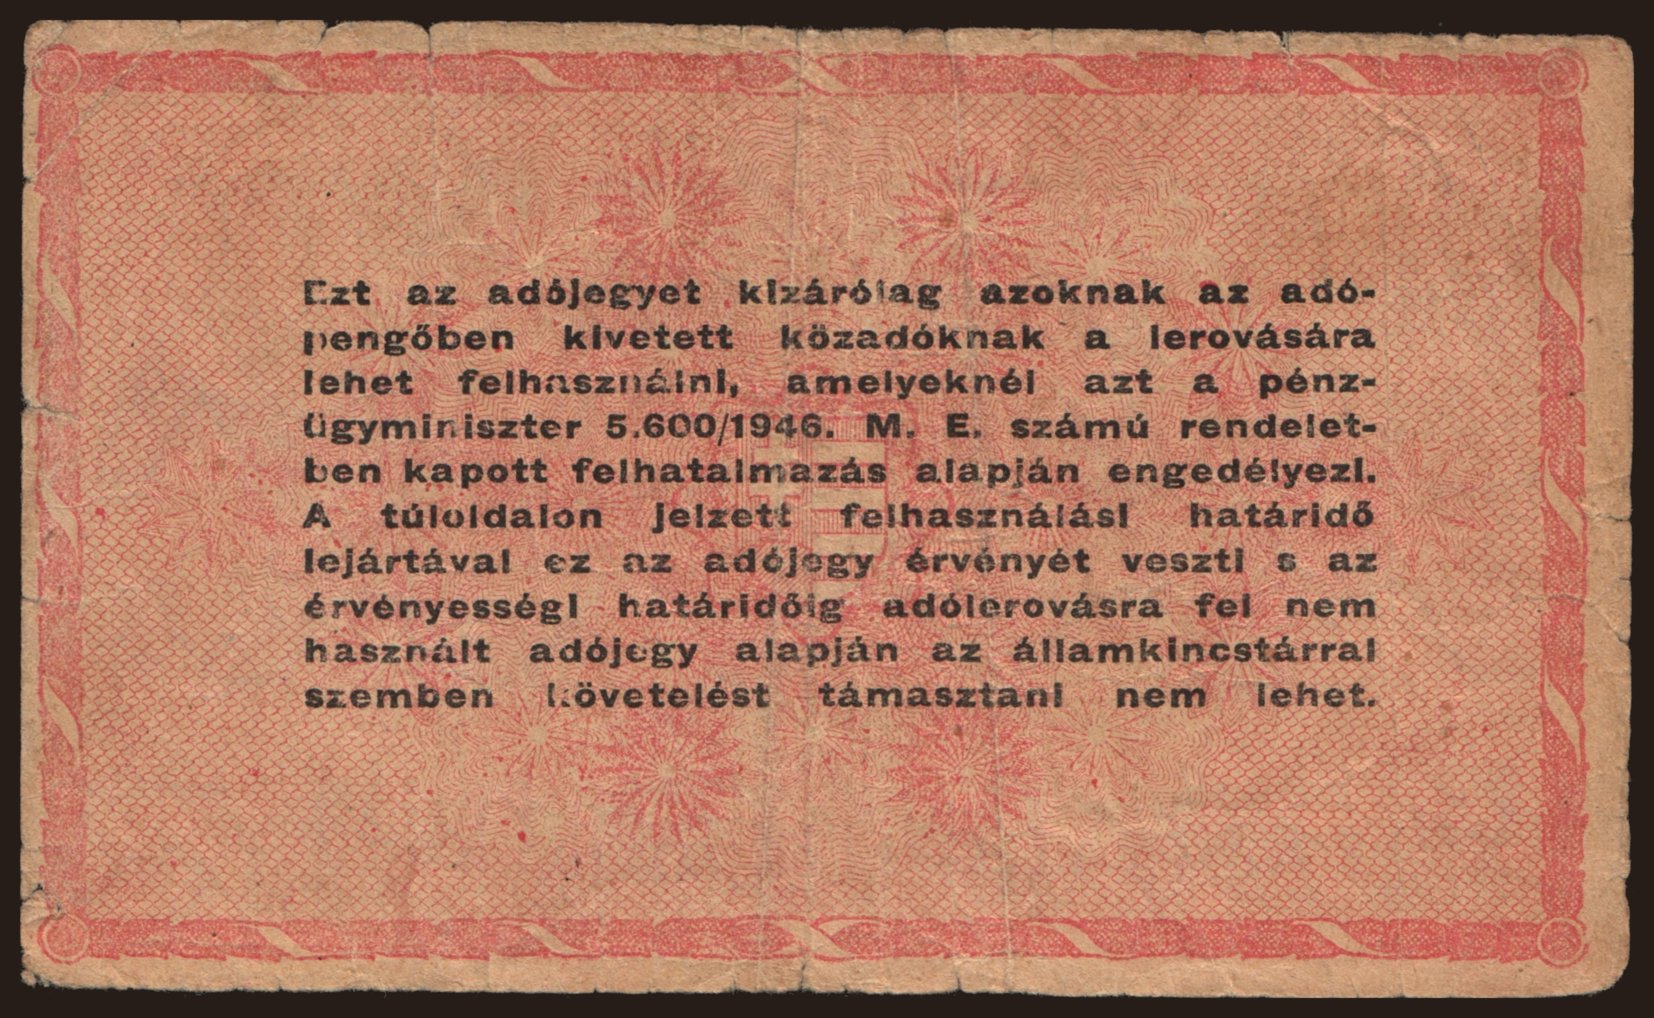 Ezt az adójegyet kizárólag azoknak az adó-
pengőben kivetett közadóknak a lerovására
lehet felhasználni, amelyeknél azt a pénz-
ügyminiszter 5.600/1946. M. E. számú rendelet-
ben kapott felhatalmazás alapján engedélyezi.
A túloldalon jelzett felhasználási határidő
lejártával ez az adójegy érvényét veszti s az
érvényességi határidőig adólerovásra fel nem
használt adójegy alapján az államkincstárral
szemben követelést támasztani nem lehet.